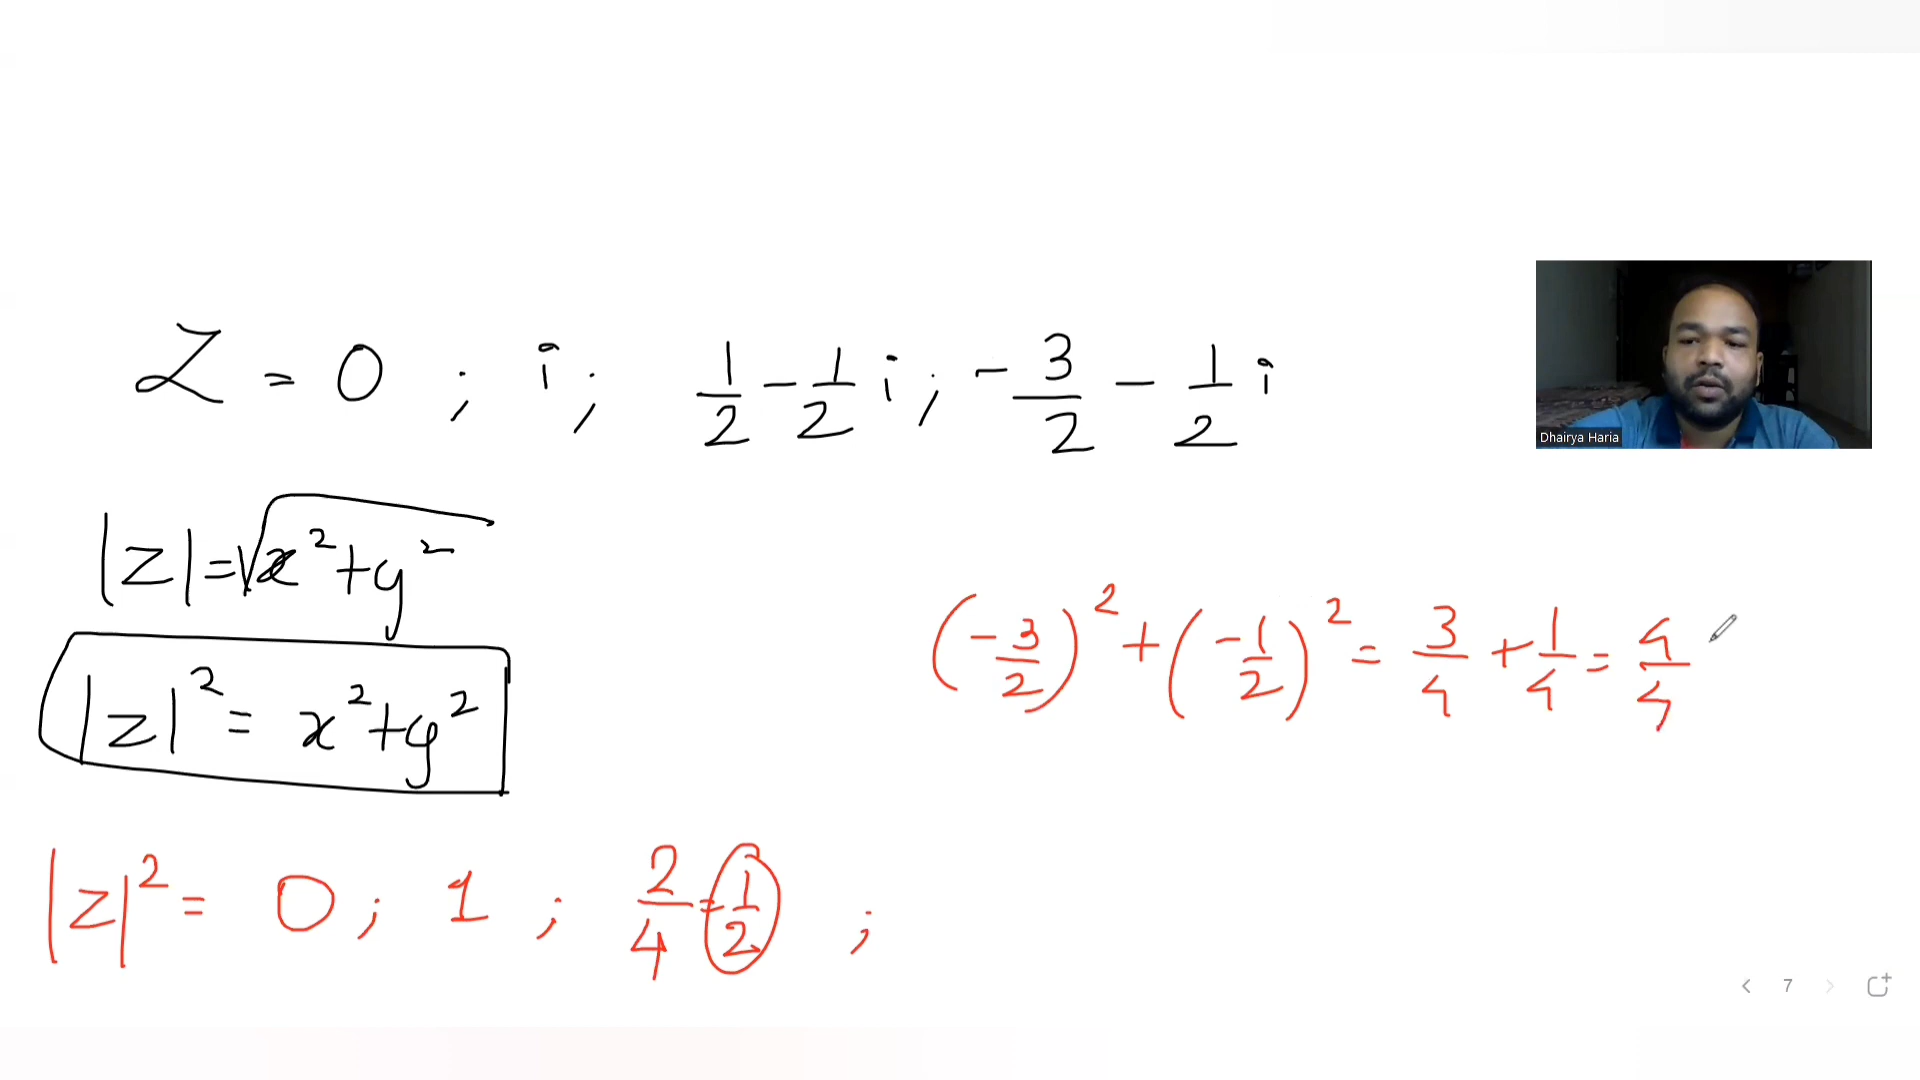 Z = 0 ; i ; 1/2 - 1/2 i ; - 3/2 - 1/2 i
Dhairya Haria
|z| = √x²+y²
|z|² = x²+y²
(-3/2)² + (-1/2)² = 3/4 + 1/4 = 4/4
|z|² = 0 ; 1 ; 2/4 = 1/2 ;
7